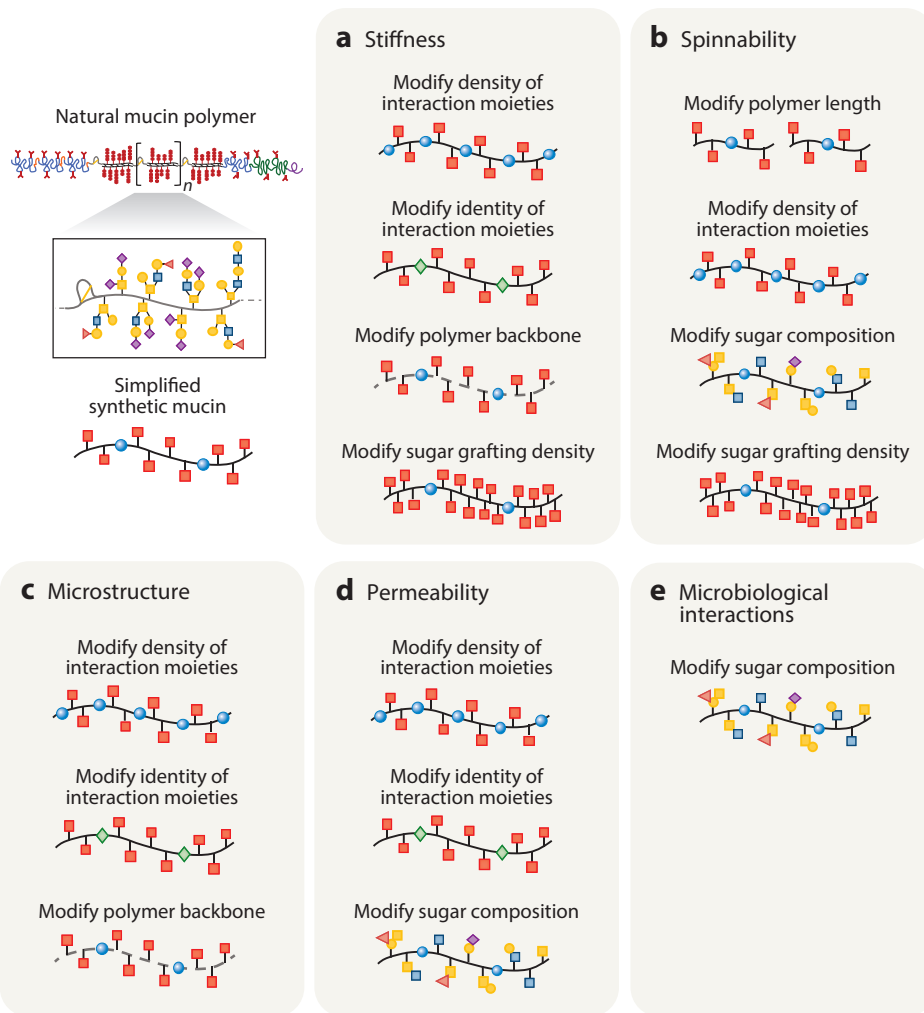 Natural mucin polymer
n
Simplified
synthetic mucin
a Stiffness
Modify density of
interaction moieties
Modify identity of
interaction moieties
Modify polymer backbone
Modify sugar grafting density
b Spinnability
Modify polymer length
Modify density of
interaction moieties
Modify sugar composition
Modify sugar grafting density
c Microstructure
Modify density of
interaction moieties
Modify identity of
interaction moieties
Modify polymer backbone
d Permeability
Modify density of
interaction moieties
Modify identity of
interaction moieties
Modify sugar composition
e Microbiological
interactions
Modify sugar composition